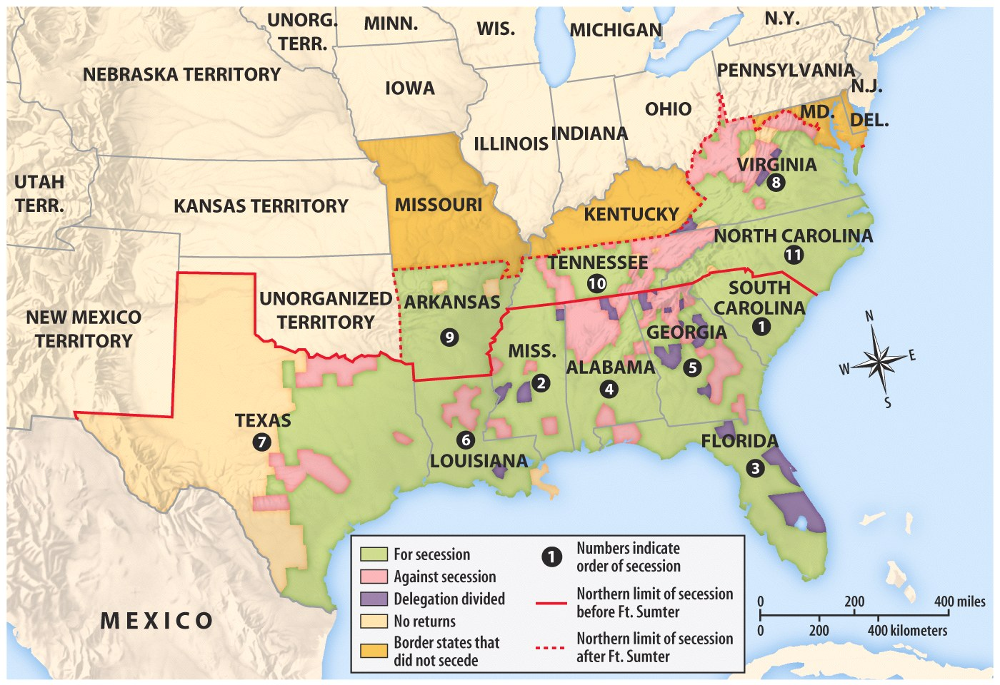 UNORG.
TERR.
MINN.
WIS.
MICHIGAN
N.Y.
NEBRASKA TERRITORY
IOWA
PENNSYLVANIA
N.J.
OHIO
MD.
DEL.
ILLINOIS
INDIANA
UTAH
TERR.
KANSAS TERRITORY
MISSOURI
KENTUCKY
VIRGINIA
8
NORTH CAROLINA
11
TENNESSEE
10
NEW MEXICO
TERRITORY
UNORGANIZED
TERRITORY
ARKANSAS
9
SOUTH
CAROLINA
1
MISS.
2
ALABAMA
4
GEORGIA
5
TEXAS
7
6
LOUISIANA
FLORIDA
3
MEXICO
N
E
W
S
For secession
Against secession
Delegation divided
No returns
Border states that
did not secede
1
Numbers indicate
order of secession
Northern limit of secession
before Ft. Sumter
Northern limit of secession
after Ft. Sumter
0 200 400 miles
0 200 400 kilometers